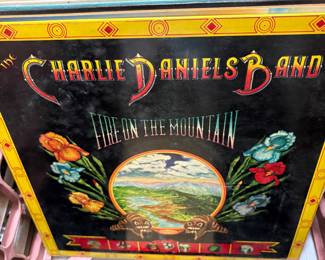 THE CHARLIE DANIELS BAND
FIRE ON THE MOUNTAIN